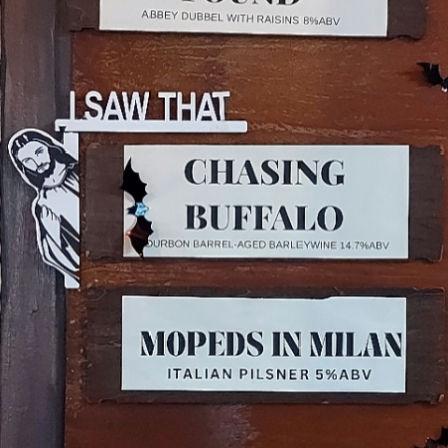 ABBEY DUBBEL WITH RAISINS 8%ABV
I SAW THAT
CHASING
BUFFALO
BOURBON BARREL-AGED BARLEYWINE 14.7%ABV
MOPEDS IN MILAN
ITALIAN PILSNER 5%ABV